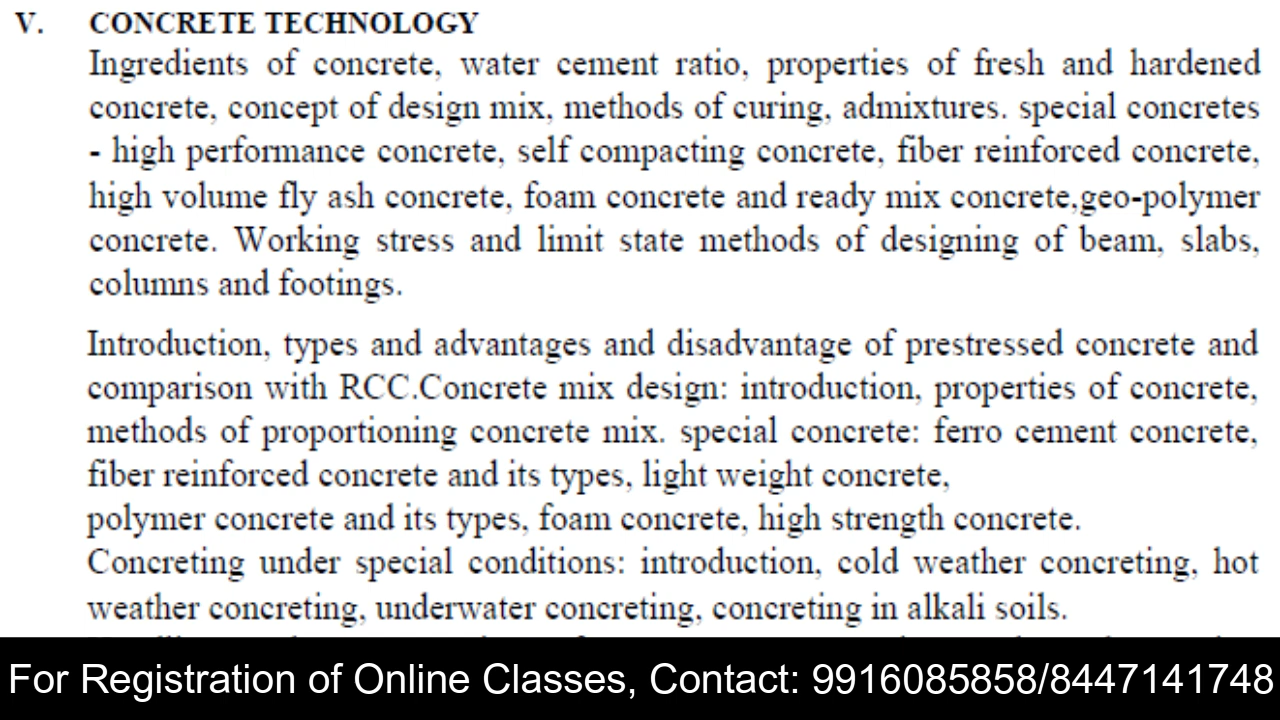 V. CONCRETE TECHNOLOGY
Ingredients of concrete, water cement ratio, properties of fresh and hardened
concrete, concept of design mix, methods of curing, admixtures. special concretes
- high performance concrete, self compacting concrete, fiber reinforced concrete,
high volume fly ash concrete, foam concrete and ready mix concrete,geo-polymer
concrete. Working stress and limit state methods of designing of beam, slabs,
columns and footings.
Introduction, types and advantages and disadvantage of prestressed concrete and
comparison with RCC.Concrete mix design: introduction, properties of concrete,
methods of proportioning concrete mix. special concrete: ferro cement concrete,
fiber reinforced concrete and its types, light weight concrete,
polymer concrete and its types, foam concrete, high strength concrete.
Concreting under special conditions: introduction, cold weather concreting, hot
weather concreting, underwater concreting, concreting in alkali soils.
For Registration of Online Classes, Contact: 9916085858/8447141748